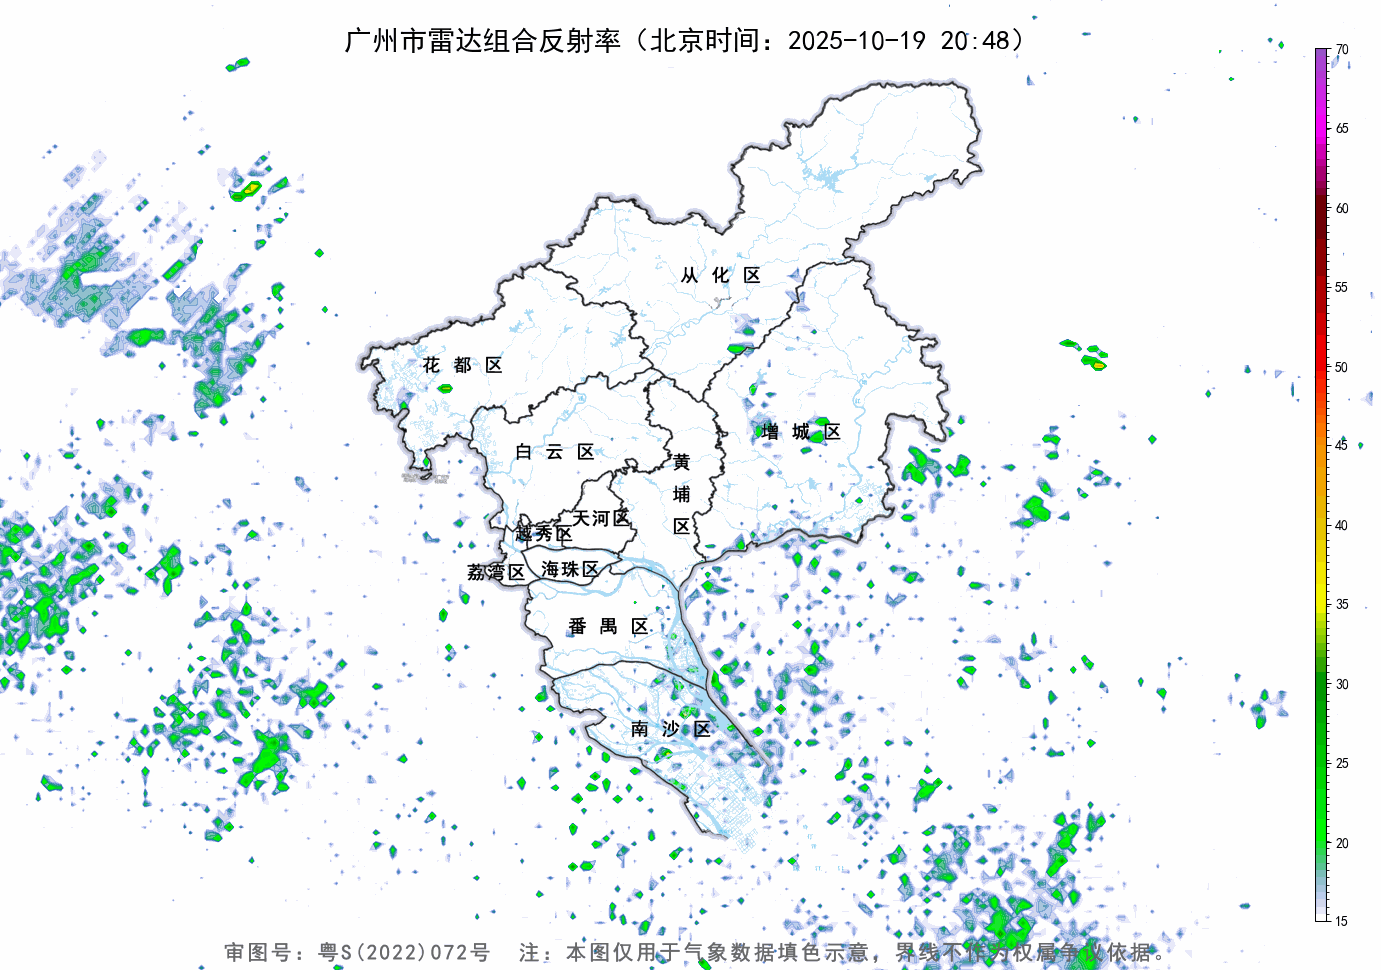 广州市雷达组合反射率（北京时间：2025-10-19 20:48）
70
65
60
55
50
45
40
35
30
25
20
15
从化区
花都区
增城区
白云区
黄埔区
天河区
越秀区
荔湾区
海珠区
番禺区
南沙区
审图号：粤S(2022)072号 注：本图仅用于气象数据填色示意，界线不作为权属争议依据。